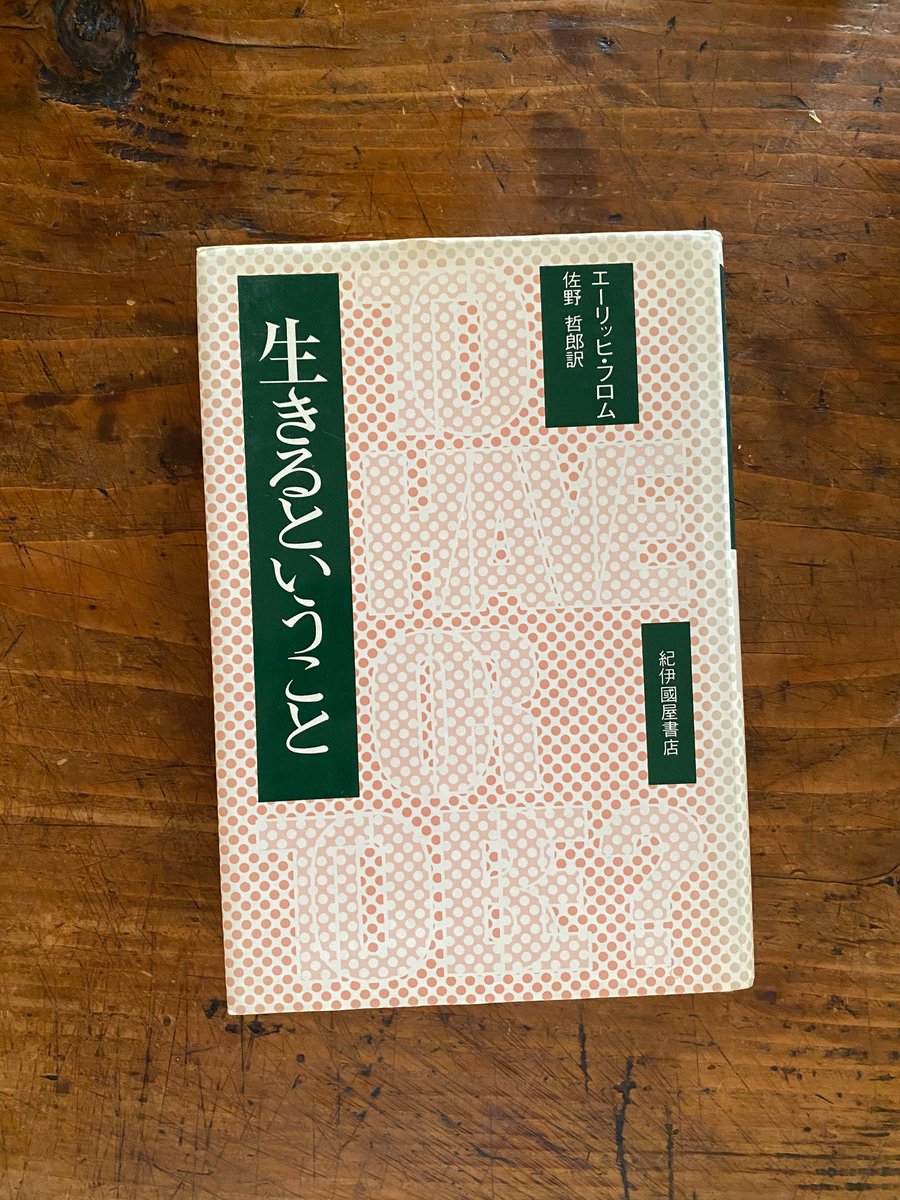 生きるということ
エーリッヒ・フロム
佐野 哲郎訳
TO
HAVE
OR
TO BE?
紀伊國屋書店